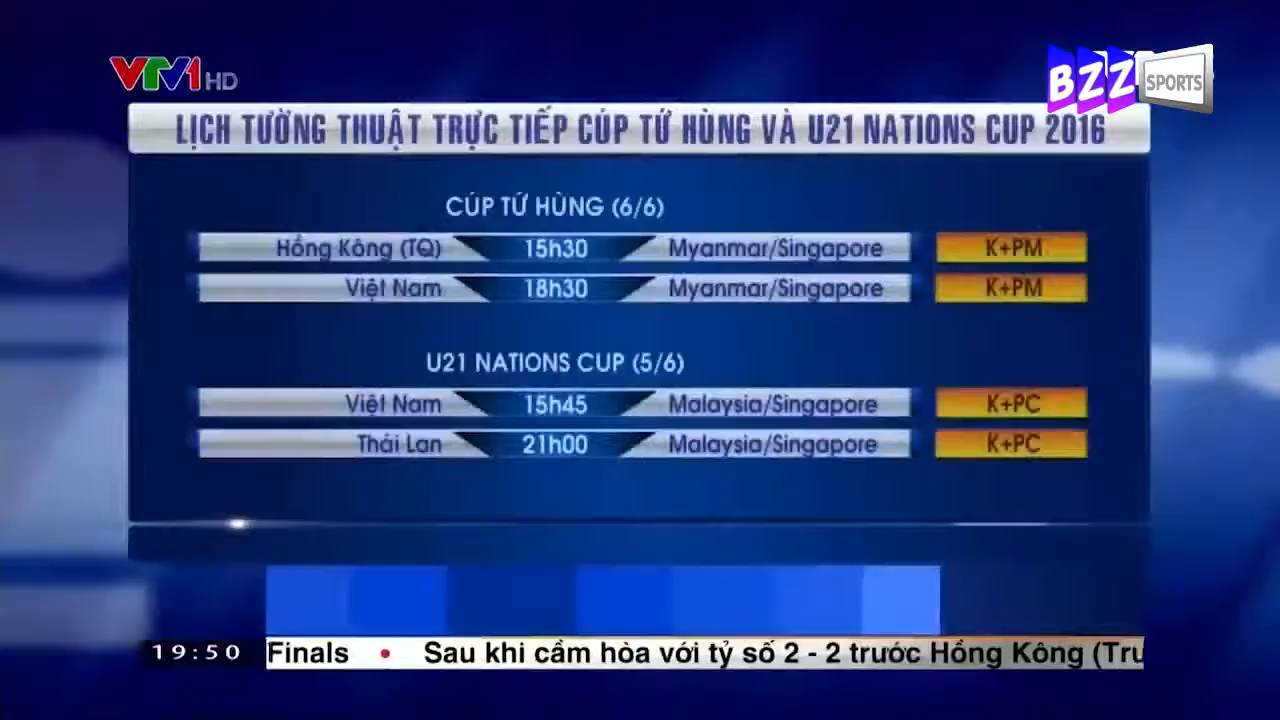 VTV1 HD
BZZ SPORTS
LỊCH TƯỜNG THUẬT TRỰC TIẾP CÚP TỨ HÙNG VÀ U21 NATIONS CUP 2016
CÚP TỨ HÙNG (6/6)
Hồng Kông (TQ) 15h30 Myanmar/Singapore K+PM
Việt Nam 18h30 Myanmar/Singapore K+PM
U21 NATIONS CUP (5/6)
Việt Nam 15h45 Malaysia/Singapore K+PC
Thái Lan 21h00 Malaysia/Singapore K+PC
19:50 Finals • Sau khi cầm hòa với tỷ số 2 - 2 trước Hồng Kông (Tru